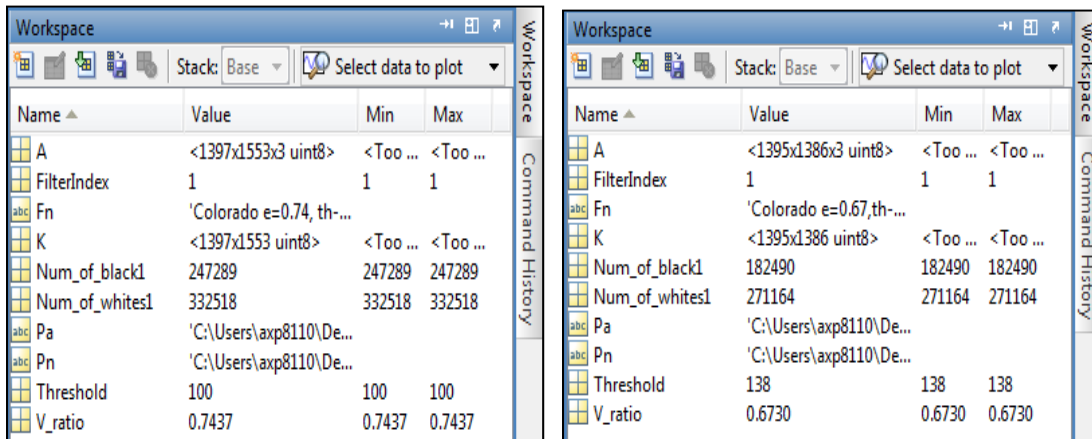 Workspace
Stack: Base Select data to plot
Name Value Min Max
A <1397x1553x3 uint8> <Too ... <Too ...
FilterIndex 1 1 1
abc Fn 'Colorado e=0.74, th-...
K <1397x1553 uint8> <Too ... <Too ...
Num_of_black1 247289 247289 247289
Num_of_whites1 332518 332518 332518
abc Pa 'C:\Users\axp8110\De...
abc Pn 'C:\Users\axp8110\De...
Threshold 100 100 100
V_ratio 0.7437 0.7437 0.7437
Workspace
Command History
Workspace
Stack: Base Select data to plot
Name Value Min Max
A <1395x1386x3 uint8> <Too ... <Too ...
FilterIndex 1 1 1
abc Fn 'Colorado e=0.67,th-...
K <1395x1386 uint8> <Too ... <Too ...
Num_of_black1 182490 182490 182490
Num_of_whites1 271164 271164 271164
abc Pa 'C:\Users\axp8110\De...
abc Pn 'C:\Users\axp8110\De...
Threshold 138 138 138
V_ratio 0.6730 0.6730 0.6730
Workspace
Command History